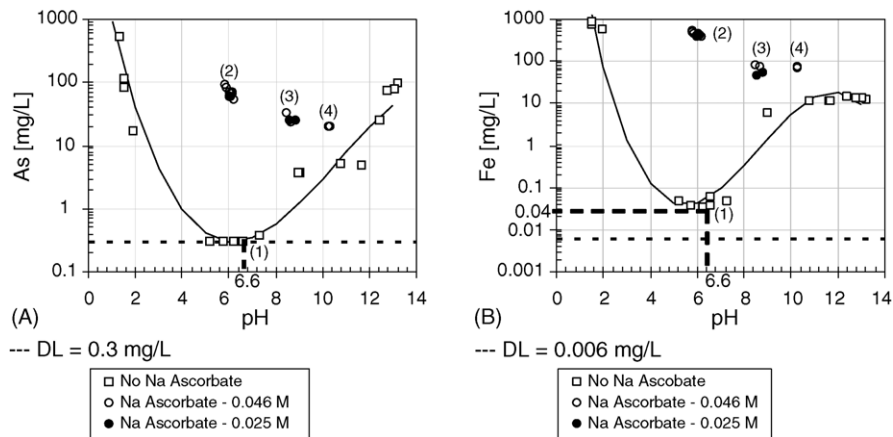 As [mg/L]
1000
100
10
1
0.1
(2)
(3)
(4)
(1)
6.6
0 2 4 6 8 10 12 14
pH
(A)
--- DL = 0.3 mg/L
No Na Ascorbate
Na Ascorbate - 0.046 M
Na Ascorbate - 0.025 M
Fe [mg/L]
1000
100
10
1
0.1
0.04
0.01
0.001
(2)
(3)
(4)
(1)
6.6
0 2 4 6 8 10 12 14
pH
(B)
--- DL = 0.006 mg/L
No Na Ascobate
Na Ascorbate - 0.046 M
Na Ascorbate - 0.025 M